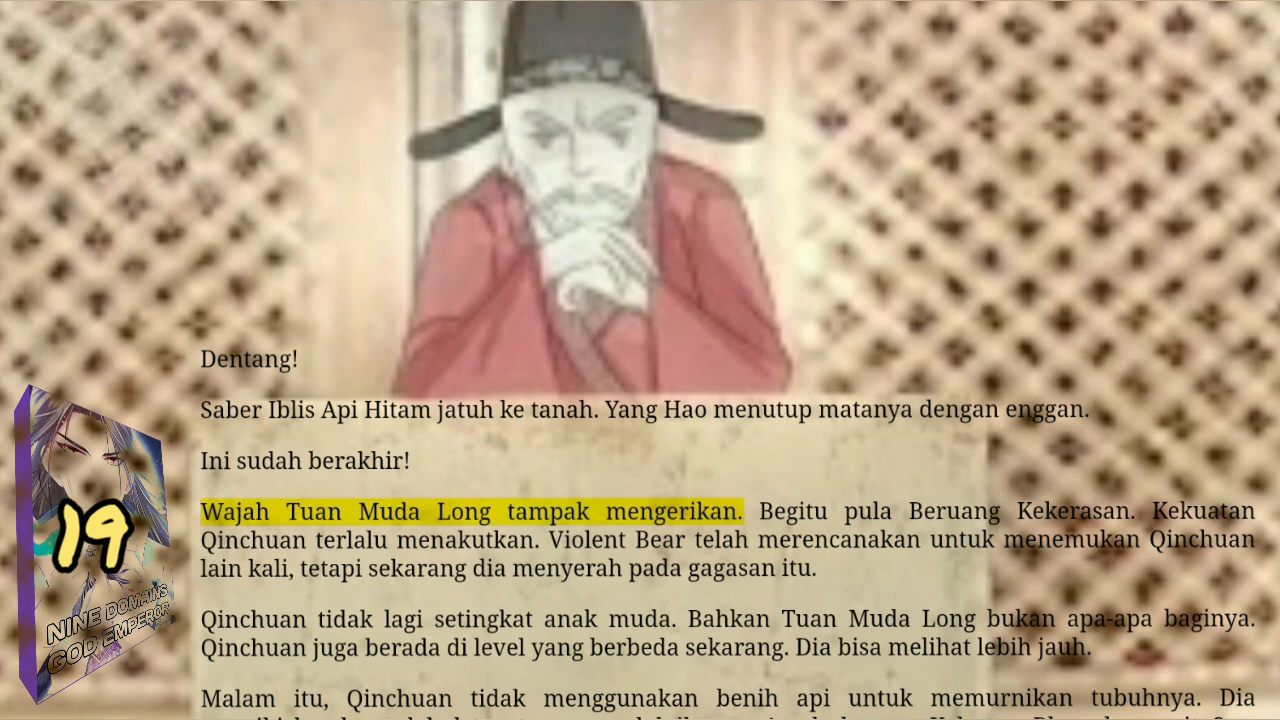 Dentang!
Saber Iblis Api Hitam jatuh ke tanah. Yang Hao menutup matanya dengan enggan.
Ini sudah berakhir!
Wajah Tuan Muda Long tampak mengerikan. Begitu pula Beruang Kekerasan. Kekuatan
Qinchuan terlalu menakutkan. Violent Bear telah merencanakan untuk menemukan Qinchuan
lain kali, tetapi sekarang dia menyerah pada gagasan itu.
Qinchuan tidak lagi setingkat anak muda. Bahkan Tuan Muda Long bukan apa-apa baginya.
Qinchuan juga berada di level yang berbeda sekarang. Dia bisa melihat lebih jauh.
Malam itu, Qinchuan tidak menggunakan benih api untuk memurnikan tubuhnya. Dia
19
NINE DOMAINS
GOD EMPEROR